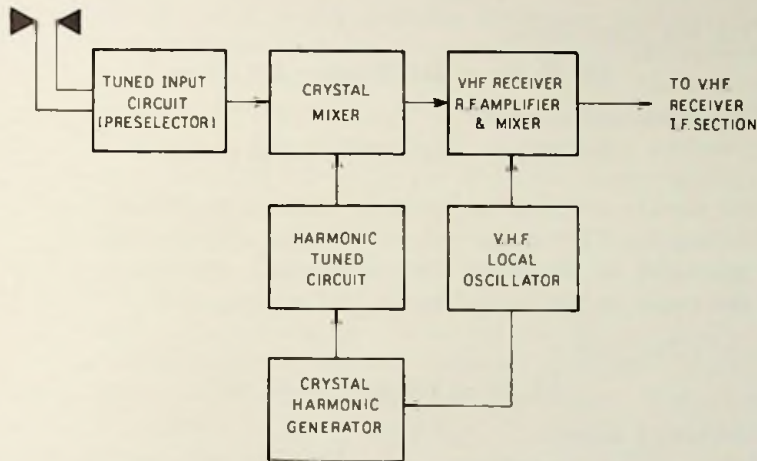 TUNED INPUT
CIRCUIT
(PRESELECTOR)
CRYSTAL
MIXER
VHF RECEIVER
R.F. AMPLIFIER
& MIXER
TO V.H.F.
RECEIVER
I.F. SECTION
HARMONIC
TUNED
CIRCUIT
V.H.F.
LOCAL
OSCILLATOR
CRYSTAL
HARMONIC
GENERATOR